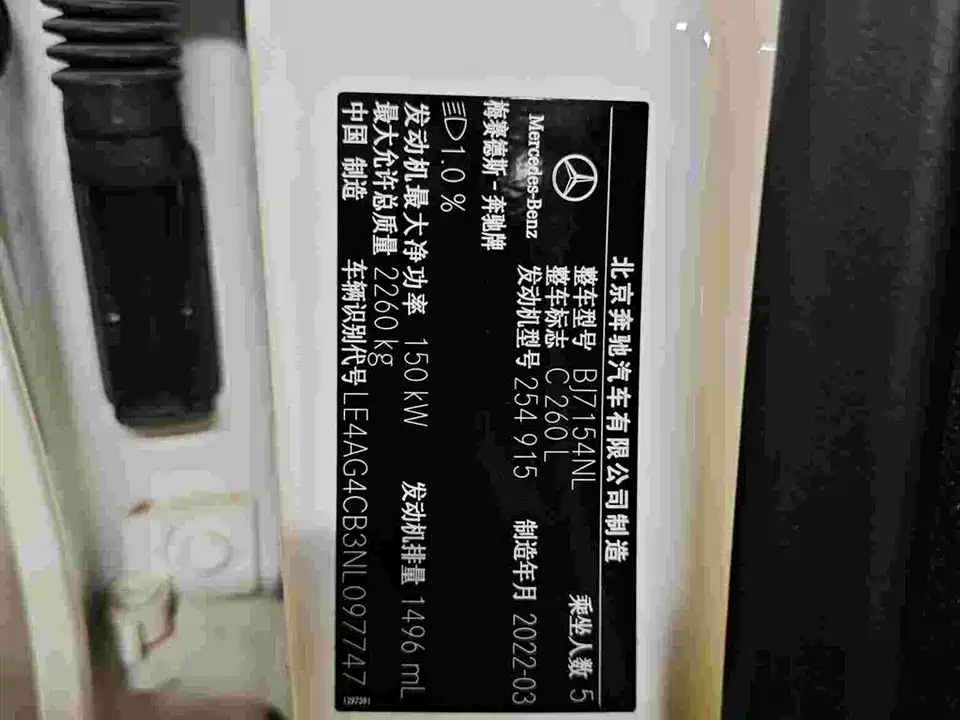 北京奔驰汽车有限公司制造
Mercedes-Benz
梅赛德斯-奔驰牌
整车型号 BJ7154NL 乘坐人数 5
整车标志 C 260 L
发动机型号 254 915 制造年月 2022-03
1.0%
发动机最大净功率 150 kW 发动机排量 1496 mL
最大允许总质量 2260 kg
中国 制造 车辆识别代号 LE4AG4CB3NL097747